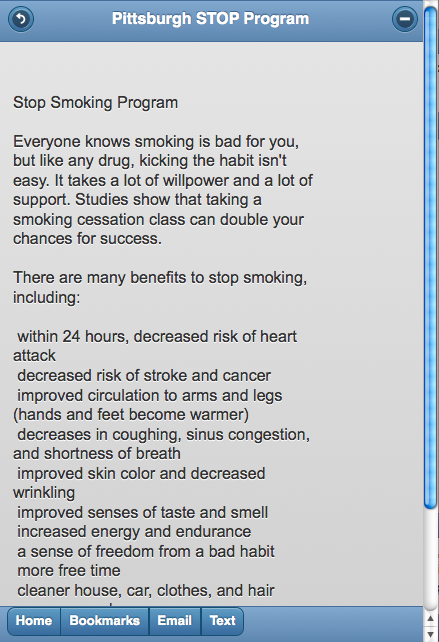 Pittsburgh STOP Program
Stop Smoking Program
Everyone knows smoking is bad for you,
but like any drug, kicking the habit isn't
easy. It takes a lot of willpower and a lot of
support. Studies show that taking a
smoking cessation class can double your
chances for success.
There are many benefits to stop smoking,
including:
within 24 hours, decreased risk of heart
attack
decreased risk of stroke and cancer
improved circulation to arms and legs
(hands and feet become warmer)
decreases in coughing, sinus congestion,
and shortness of breath
improved skin color and decreased
wrinkling
improved senses of taste and smell
increased energy and endurance
a sense of freedom from a bad habit
more free time
cleaner house, car, clothes, and hair
Home Bookmarks Email Text